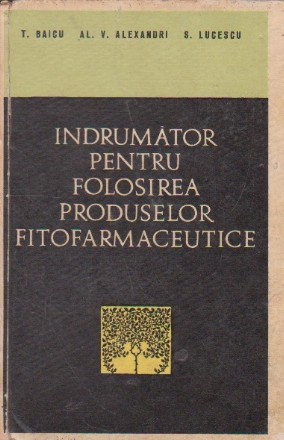 T. BAICU AL. V. ALEXANDRI S. LUCESCU
INDRUMĂTOR
PENTRU
FOLOSIREA
PRODUSELOR
FITOFARMACEUTICE